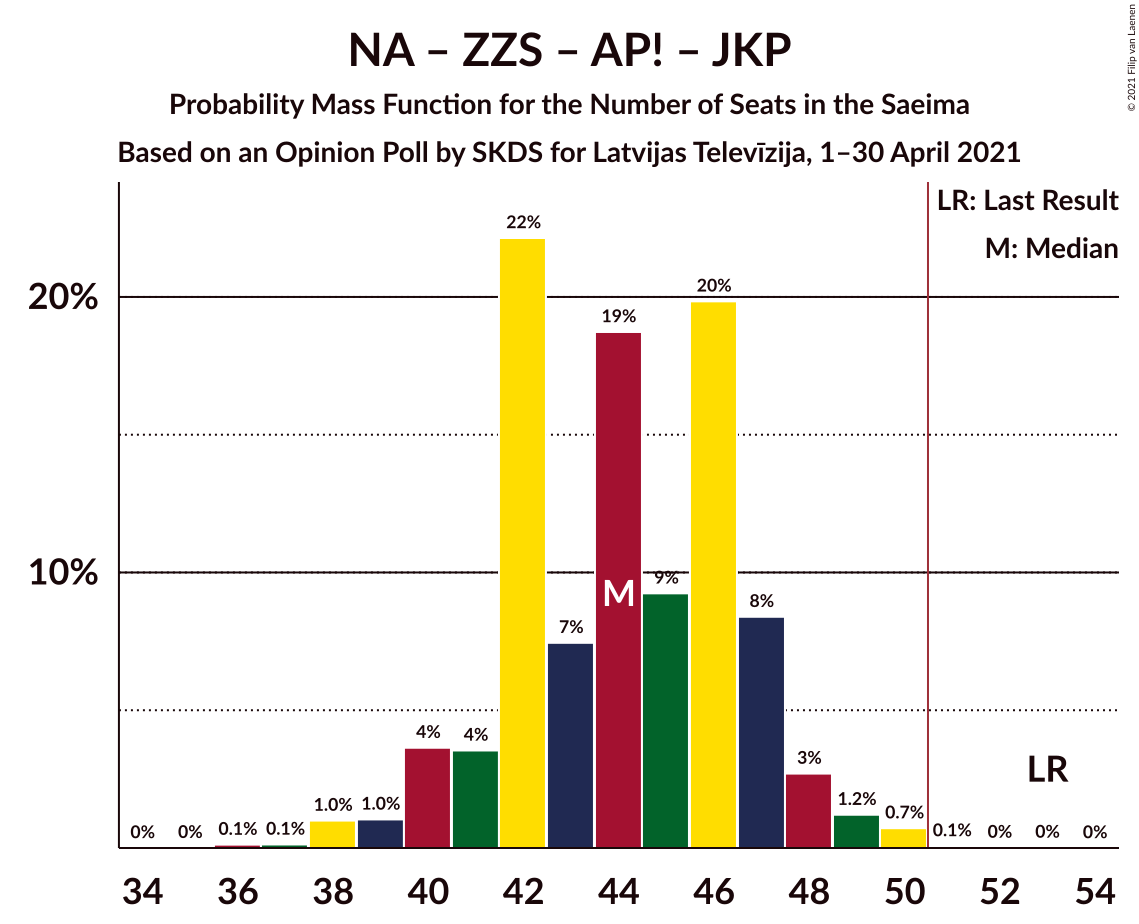 NA – ZZS – AP! – JKP
Probability Mass Function for the Number of Seats in the Saeima
Based on an Opinion Poll by SKDS for Latvijas Televīzija, 1–30 April 2021
© 2021 Filip van Laenen
LR: Last Result
M: Median
20%
10%
0%
0%
0.1%
0.1%
1.0%
1.0%
4%
4%
22%
7%
19%
9%
20%
8%
3%
1.2%
0.7%
0.1%
0%
0%
0%
M
LR
34 36 38 40 42 44 46 48 50 52 54